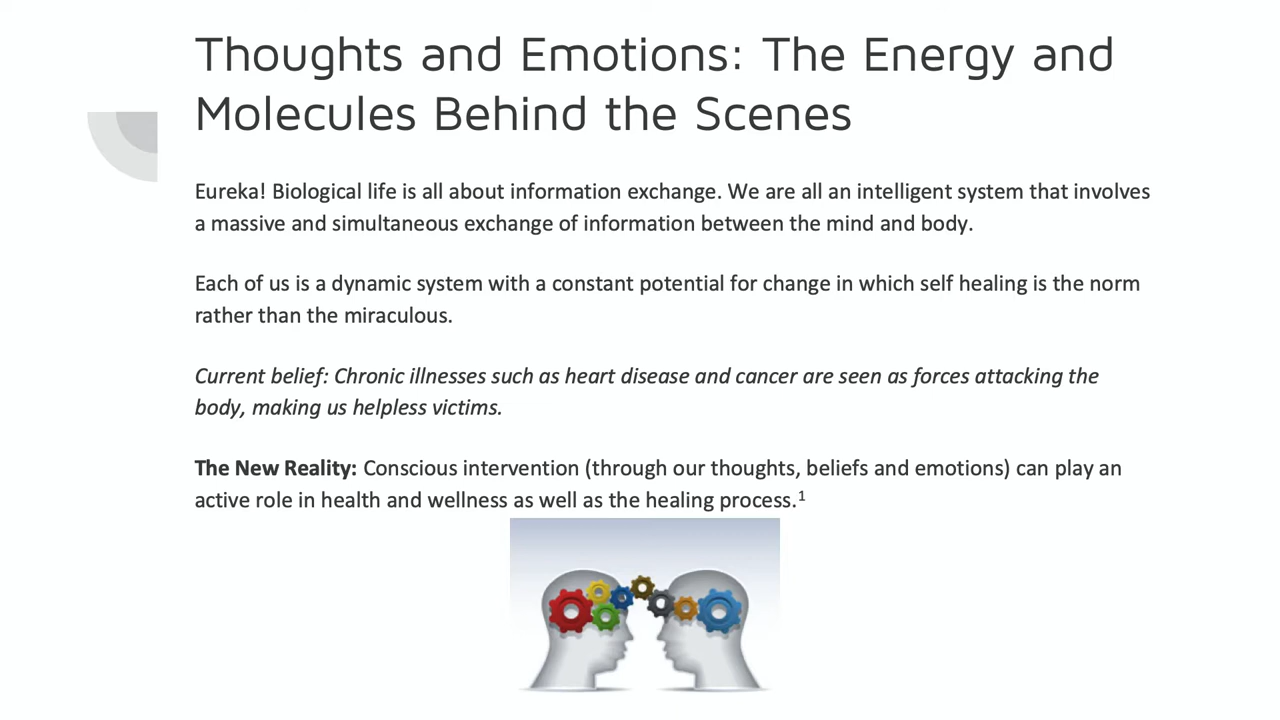 Thoughts and Emotions: The Energy and
Molecules Behind the Scenes
Eureka! Biological life is all about information exchange. We are all an intelligent system that involves
a massive and simultaneous exchange of information between the mind and body.
Each of us is a dynamic system with a constant potential for change in which self healing is the norm
rather than the miraculous.
Current belief: Chronic illnesses such as heart disease and cancer are seen as forces attacking the
body, making us helpless victims.
The New Reality: Conscious intervention (through our thoughts, beliefs and emotions) can play an
active role in health and wellness as well as the healing process.¹